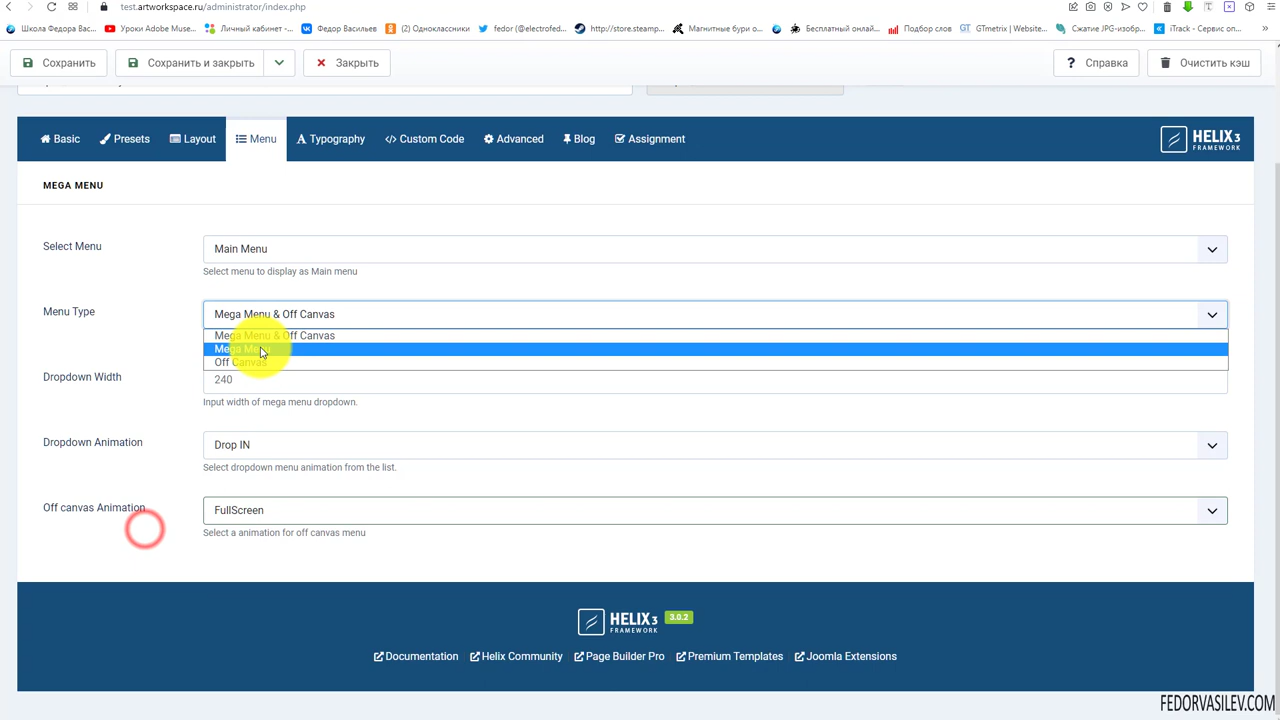 test.artworkspace.ru/administrator/index.php
Школа Федора Вас...
Уроки Adobe Muse...
Личный кабинет -...
Федор Васильев
(2) Одноклассники
fedor (@electrofed...
http://store.steamp...
Магнитные бури о...
Бесплатный онлай...
Подбор слов
GTmetrix | Website...
Сжатие JPG-изобр...
iTrack - Сервис оп...
Сохранить
Сохранить и закрыть
Закрыть
Справка
Очистить кэш
Basic
Presets
Layout
Menu
Typography
Custom Code
Advanced
Blog
Assignment
HELIX3
FRAMEWORK
MEGA MENU
Select Menu
Main Menu
Select menu to display as Main menu
Menu Type
Mega Menu & Off Canvas
Mega Menu & Off Canvas
Mega Menu
Off Canvas
Dropdown Width
240
Input width of mega menu dropdown.
Dropdown Animation
Drop IN
Select dropdown menu animation from the list.
Off canvas Animation
FullScreen
Select a animation for off canvas menu
HELIX3
FRAMEWORK
3.0.2
Documentation
Helix Community
Page Builder Pro
Premium Templates
Joomla Extensions
FEDORVASILEV.COM